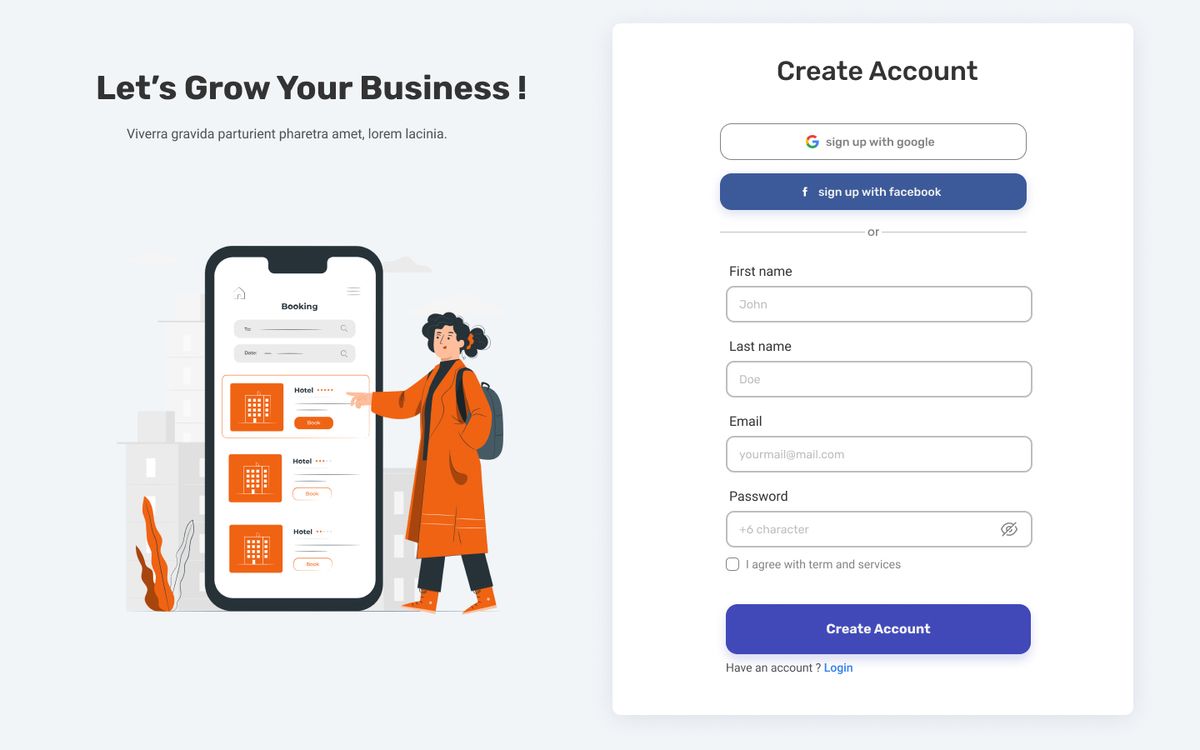 Let's Grow Your Business !
Viverra gravida parturient pharetra amet, lorem lacinia.
Booking
To:
Date:
Hotel
Book
Hotel
Book
Hotel
Book
Create Account
sign up with google
f sign up with facebook
or
First name
John
Last name
Doe
Email
yourmail@mail.com
Password
+6 character
I agree with term and services
Create Account
Have an account ? Login